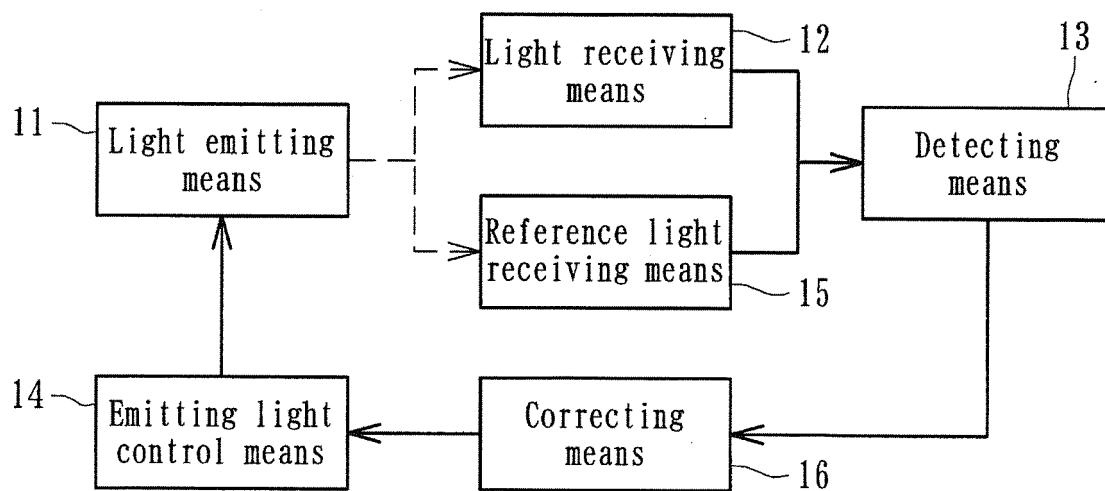 12
Light receiving
means
13
11
Light emitting
means
Detecting
means
Reference light
receiving means
15
14
Emitting light
control means
Correcting
means
16